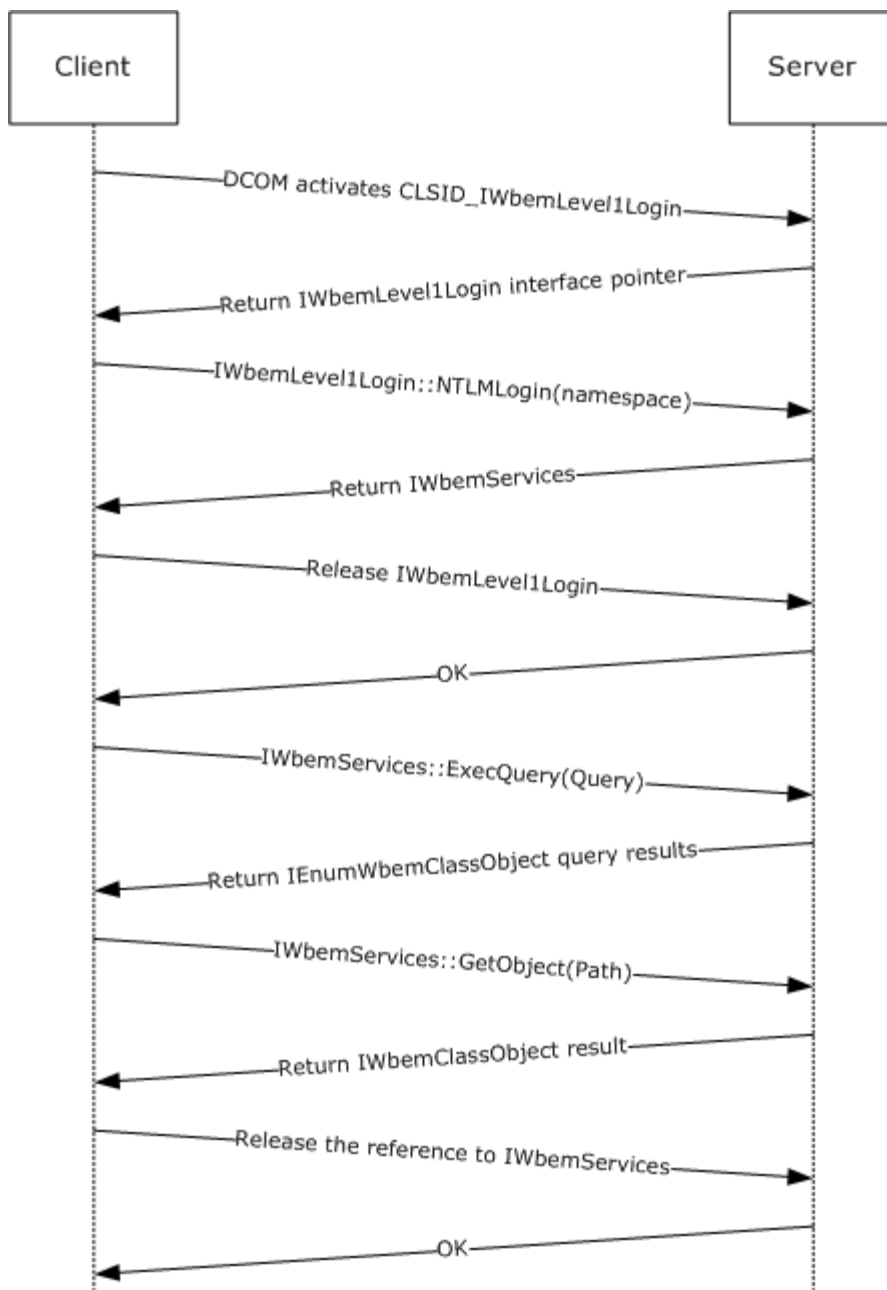 Client
Server
DCOM activates CLSID_IWbemLevel1Login
Return IWbemLevel1Login interface pointer
IWbemLevel1Login::NTLMLogin(namespace)
Return IWbemServices
Release IWbemLevel1Login
OK
IWbemServices::ExecQuery(Query)
Return IEnumWbemClassObject query results
IWbemServices::GetObject(Path)
Return IWbemClassObject result
Release the reference to IWbemServices
OK